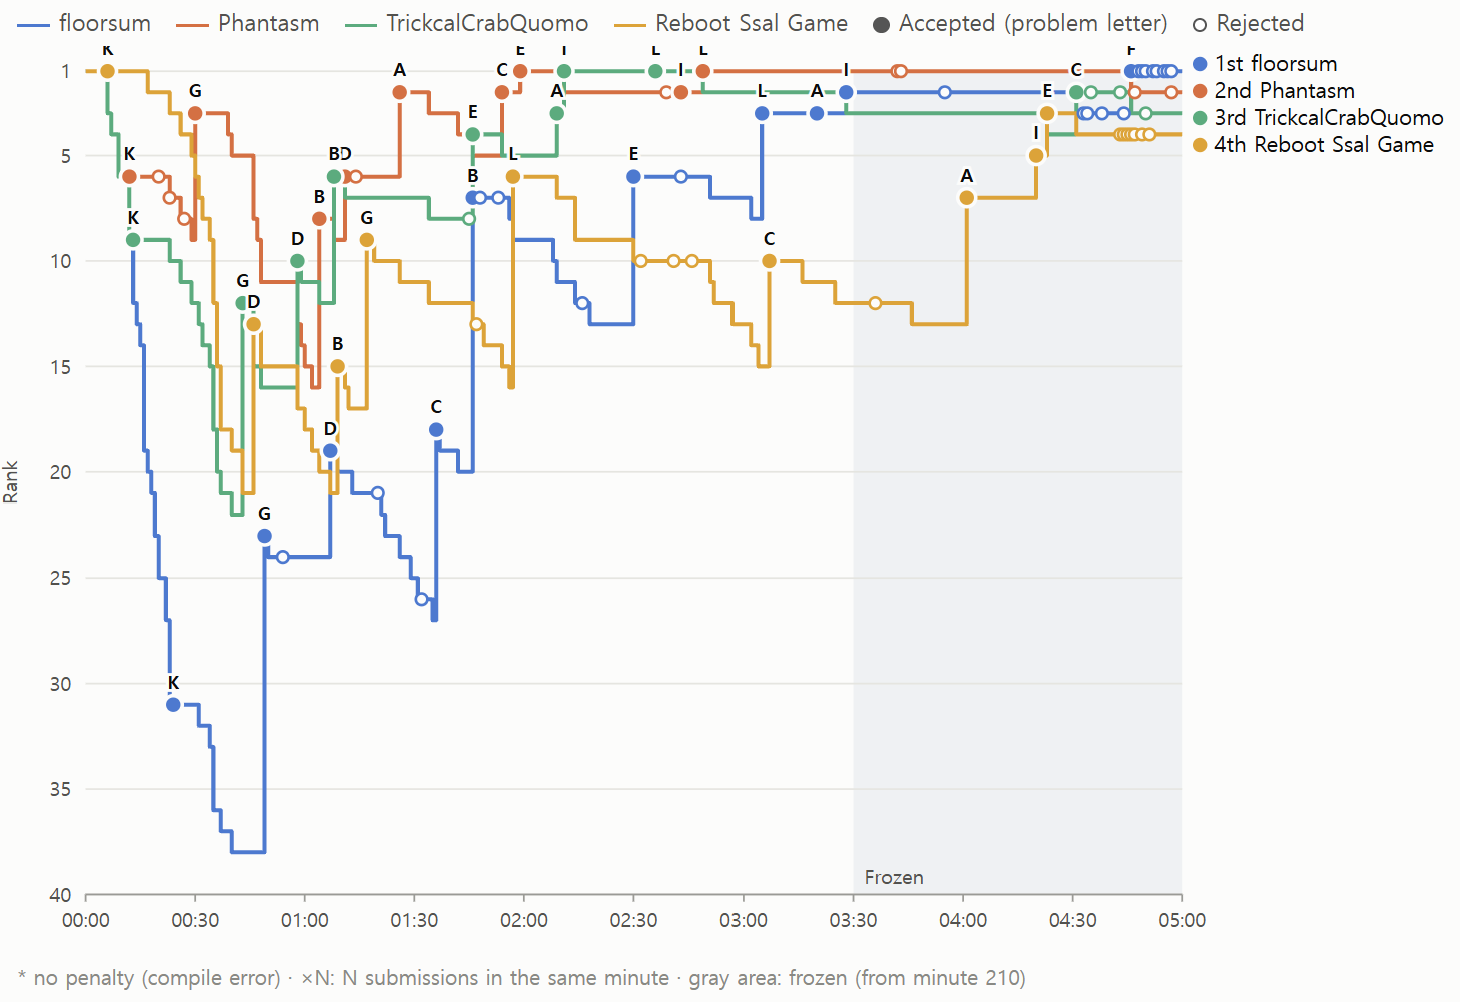 floorsum Phantasm TrickcalCrabQuomo Reboot Ssal Game Accepted (problem letter) Rejected
1st floorsum
2nd Phantasm
3rd TrickcalCrabQuomo
4th Reboot Ssal Game
K E I L L F
1 A C I I C
G A L A E
E I
5 K B D B L E
B A
K D G C
10
G D
B
15
C
D
20
G
25
30 K
35
Frozen
40
Rank
00:00 00:30 01:00 01:30 02:00 02:30 03:00 03:30 04:00 04:30 05:00
* no penalty (compile error) · ×N: N submissions in the same minute · gray area: frozen (from minute 210)